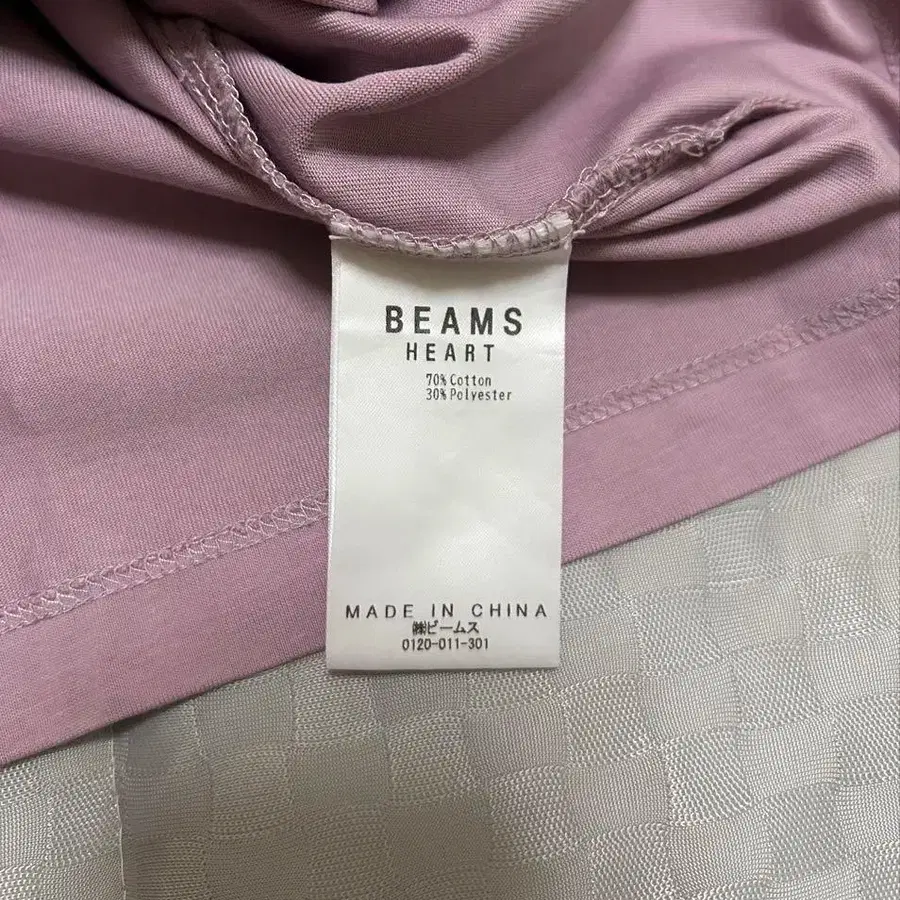 BEAMS
HEART
70% Cotton
30% Polyester
MADE IN CHINA
㈱ビームス
0120-011-301